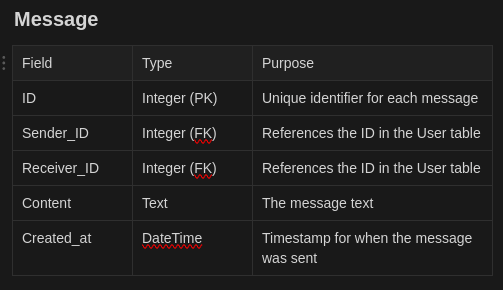 Message
Field Type Purpose
ID Integer (PK) Unique identifier for each message
Sender_ID Integer (FK) References the ID in the User table
Receiver_ID Integer (FK) References the ID in the User table
Content Text The message text
Created_at DateTime Timestamp for when the message
was sent